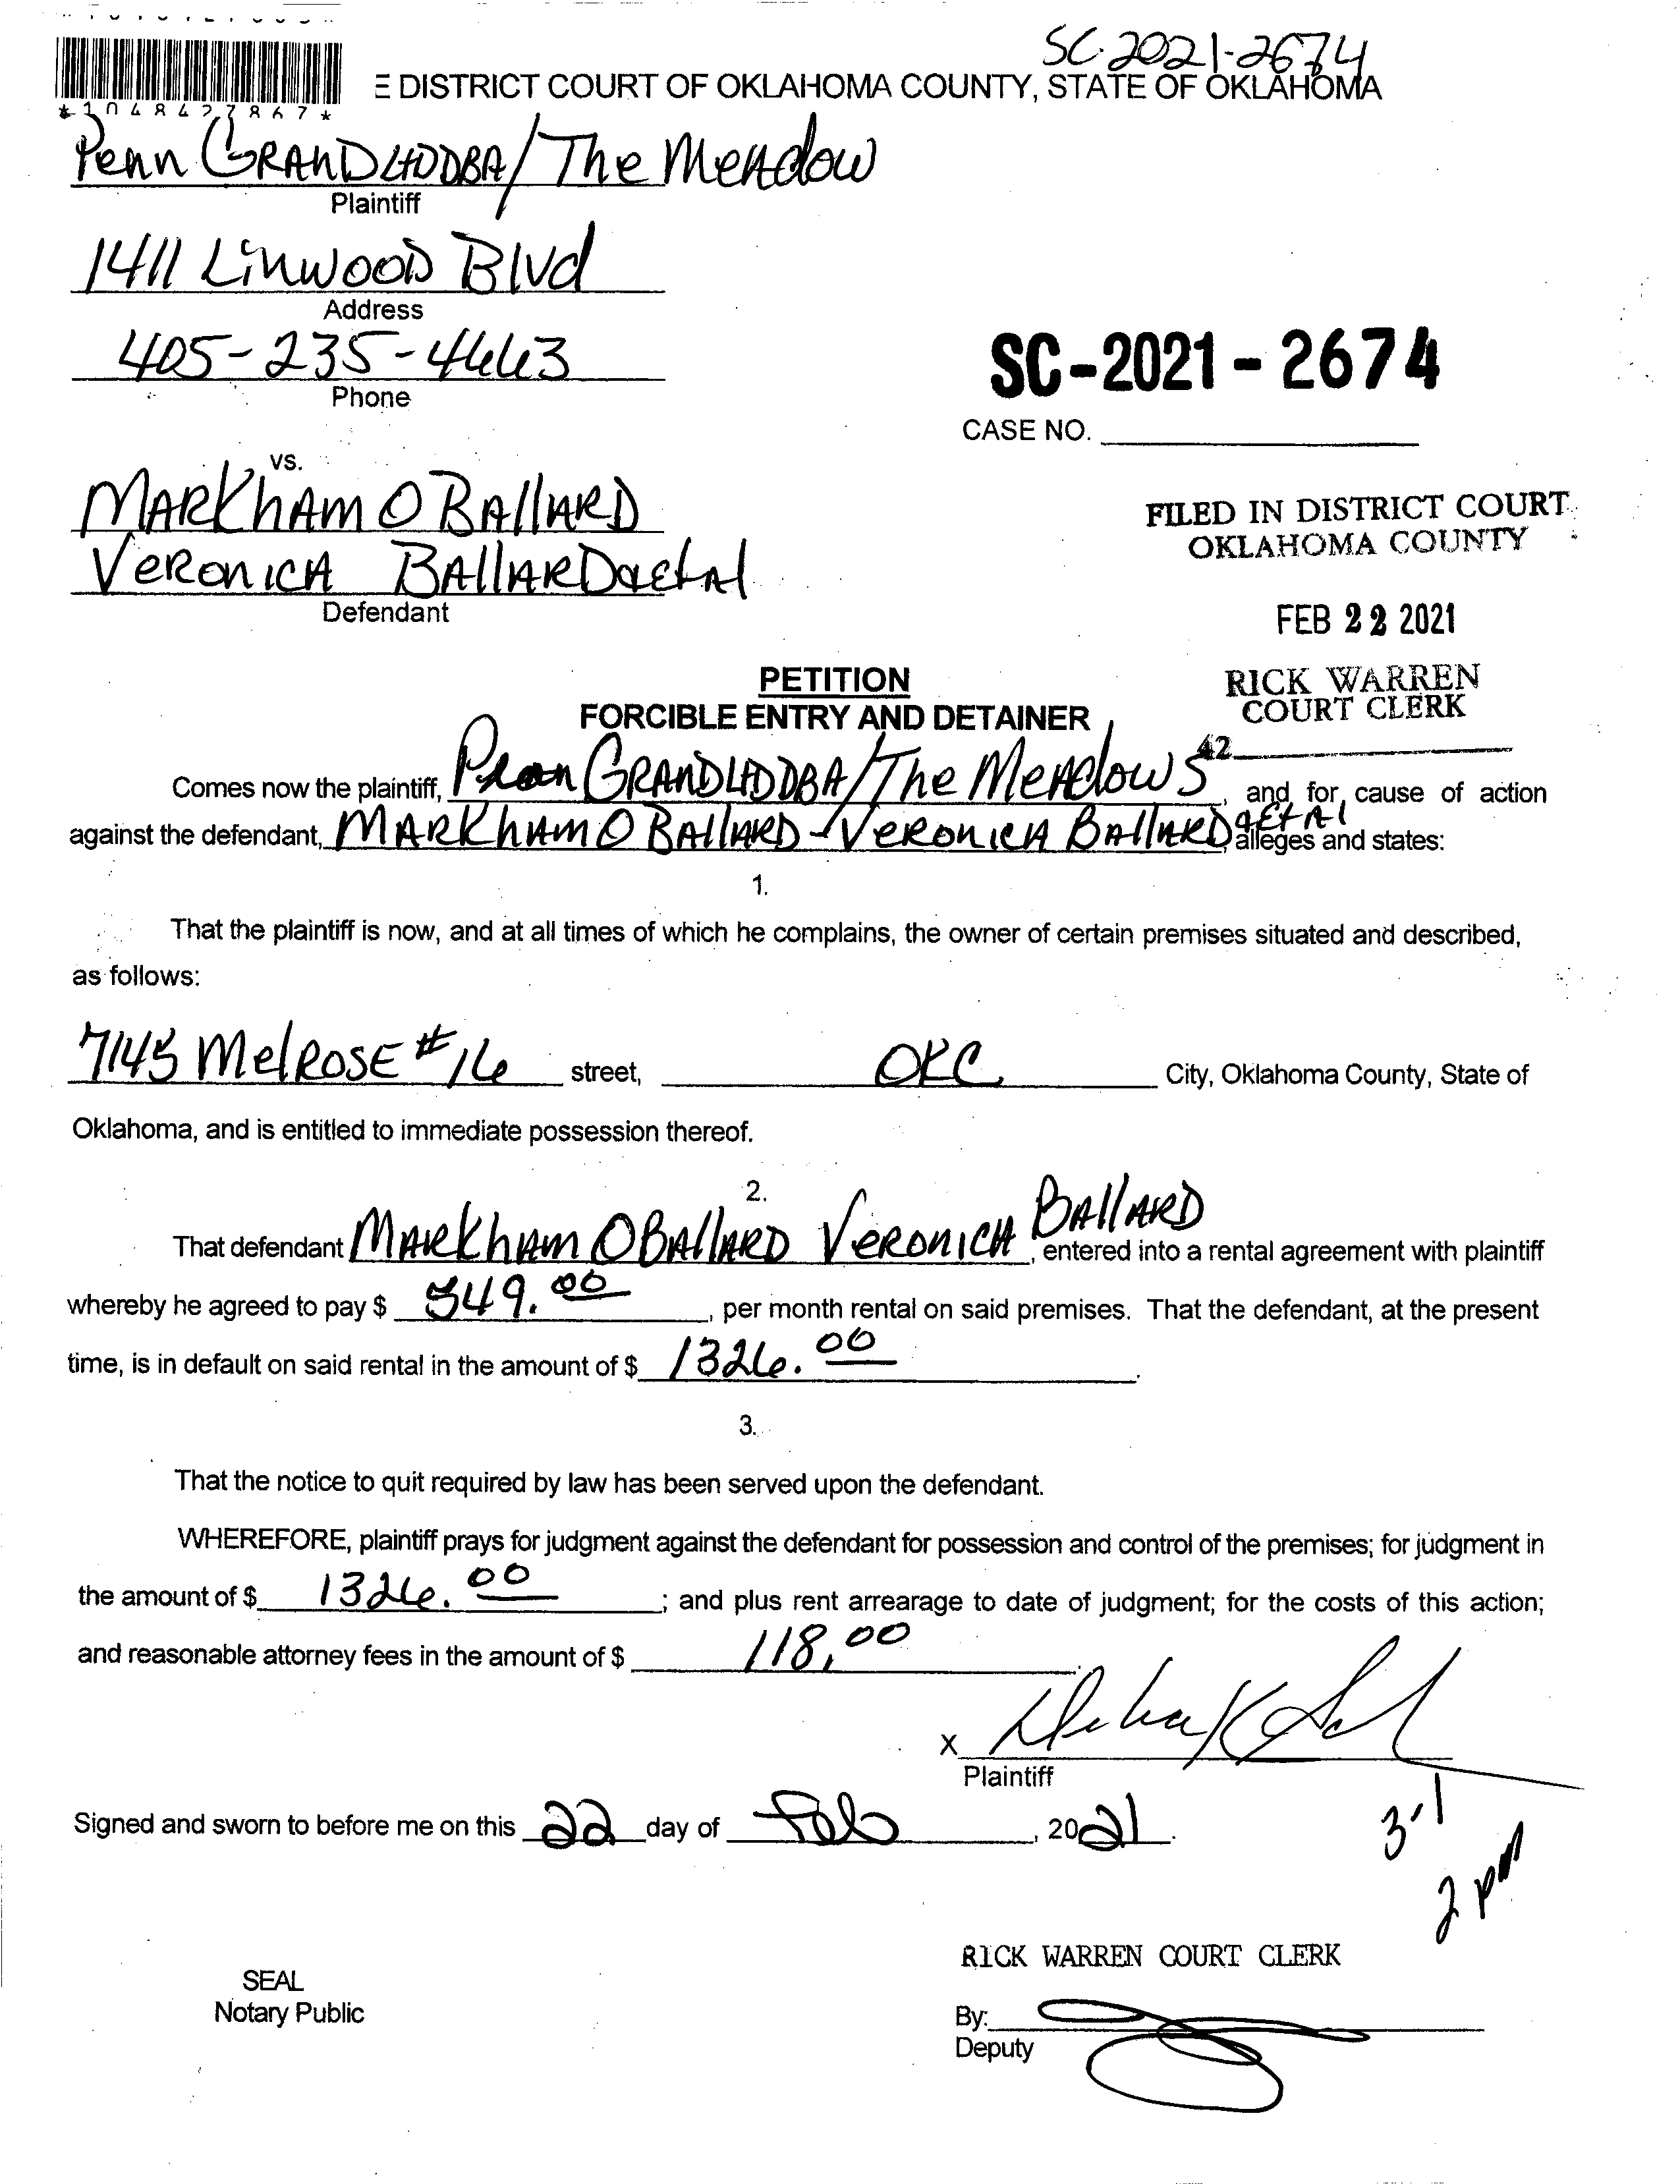 SC-2021-2674
E DISTRICT COURT OF OKLAHOMA COUNTY, STATE OF OKLAHOMA
*1048427867*
Penn GRAND LTD DBA/The Meadow
Plaintiff
1411 Linwood Blvd
Address
405-235-4663
Phone
SC-2021-2674
CASE NO.
vs.
MARKhAM O BAllARD
VeRonicA BAllARD aetal
Defendant
FILED IN DISTRICT COURT
OKLAHOMA COUNTY
FEB 22 2021
RICK WARREN
COURT CLERK
42
PETITION
FORCIBLE ENTRY AND DETAINER
Comes now the plaintiff, Penn GRAND LTD DBA/The Meadows, and for cause of action
against the defendant, MARKhAM O BAllARD - VeRonicA BAllARD aetal alleges and states:
1.
That the plaintiff is now, and at all times of which he complains, the owner of certain premises situated and described,
as follows:
7145 MelROSE #16 street, OKC City, Oklahoma County, State of
Oklahoma, and is entitled to immediate possession thereof.
2.
That defendant MARkham O BAllARD VeRonicA BAllARD, entered into a rental agreement with plaintiff
whereby he agreed to pay $ 549.00, per month rental on said premises. That the defendant, at the present
time, is in default on said rental in the amount of $ 1326.00.
3.
That the notice to quit required by law has been served upon the defendant.
WHEREFORE, plaintiff prays for judgment against the defendant for possession and control of the premises; for judgment in
the amount of $ 1326.00; and plus rent arrearage to date of judgment; for the costs of this action;
and reasonable attorney fees in the amount of $ 118.00.
X
Plaintiff
Signed and sworn to before me on this 22 day of Feb, 2021.
3-1
2 pm
RICK WARREN COURT CLERK
SEAL
Notary Public
By:
Deputy